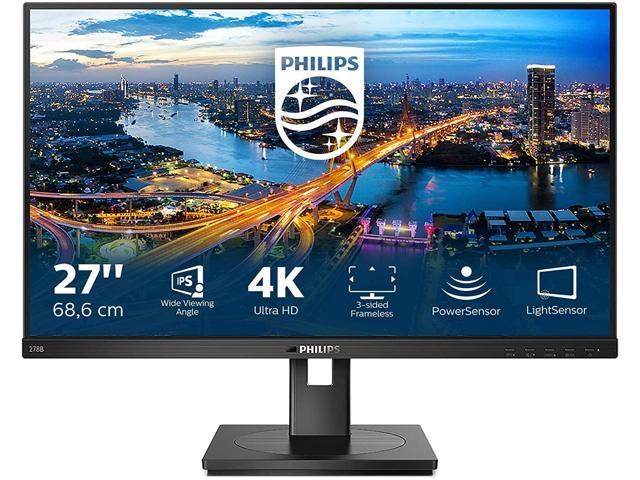 PHILIPS
27"
68,6 cm
IPS
Wide Viewing
Angle
4K
Ultra HD
3-sided
Frameless
PowerSensor
LightSensor
278B
PHILIPS